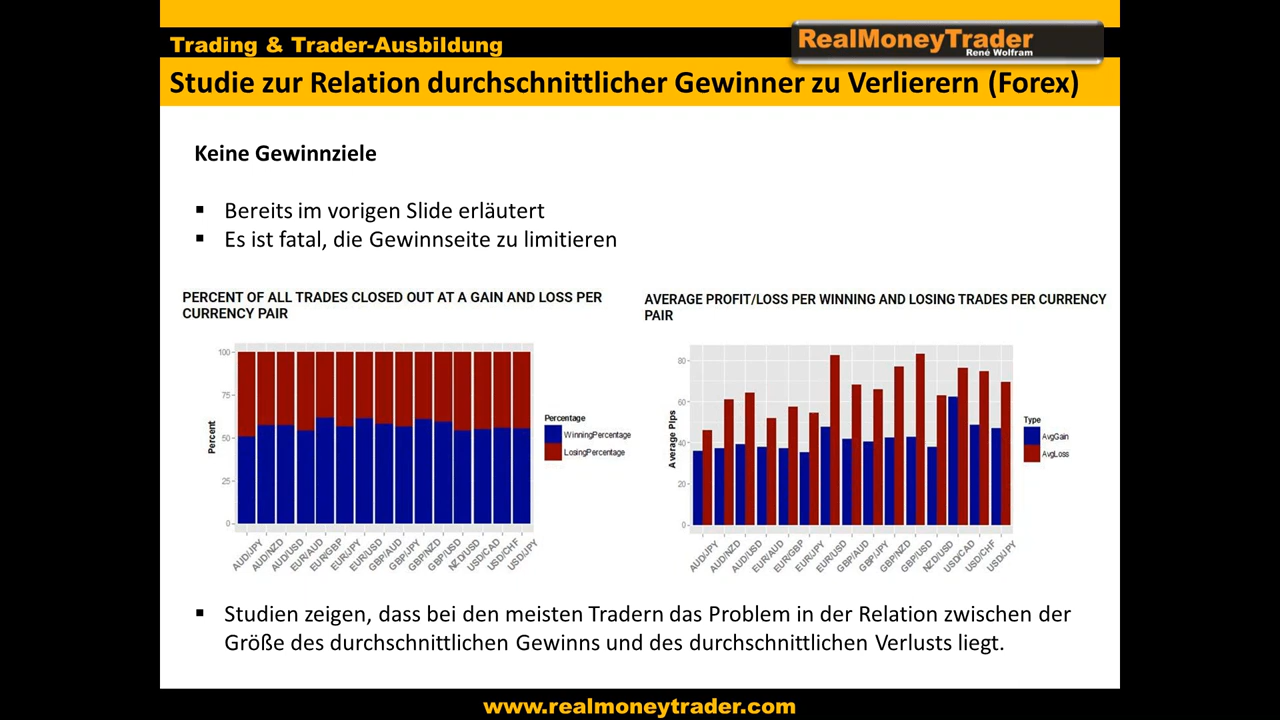 Trading & Trader-Ausbildung
RealMoneyTrader
René Wolfram
Studie zur Relation durchschnittlicher Gewinner zu Verlierern (Forex)
Keine Gewinnziele
▪ Bereits im vorigen Slide erläutert
▪ Es ist fatal, die Gewinnseite zu limitieren
PERCENT OF ALL TRADES CLOSED OUT AT A GAIN AND LOSS PER
CURRENCY PAIR
100
75
50
25
0
Percent
AUD/JPY
AUD/NZD
AUD/USD
EUR/AUD
EUR/GBP
EUR/JPY
EUR/USD
GBP/AUD
GBP/JPY
GBP/NZD
GBP/USD
NZD/USD
USD/CAD
USD/CHF
USD/JPY
Percentage
WinningPercentage
LosingPercentage
AVERAGE PROFIT/LOSS PER WINNING AND LOSING TRADES PER CURRENCY
PAIR
80
60
40
20
0
Average Pips
AUD/JPY
AUD/NZD
AUD/USD
EUR/AUD
EUR/GBP
EUR/JPY
EUR/USD
GBP/AUD
GBP/JPY
GBP/NZD
GBP/USD
NZD/USD
USD/CAD
USD/CHF
USD/JPY
Type
AvgGain
AvgLoss
▪ Studien zeigen, dass bei den meisten Tradern das Problem in der Relation zwischen der
Größe des durchschnittlichen Gewinns und des durchschnittlichen Verlusts liegt.
www.realmoneytrader.com